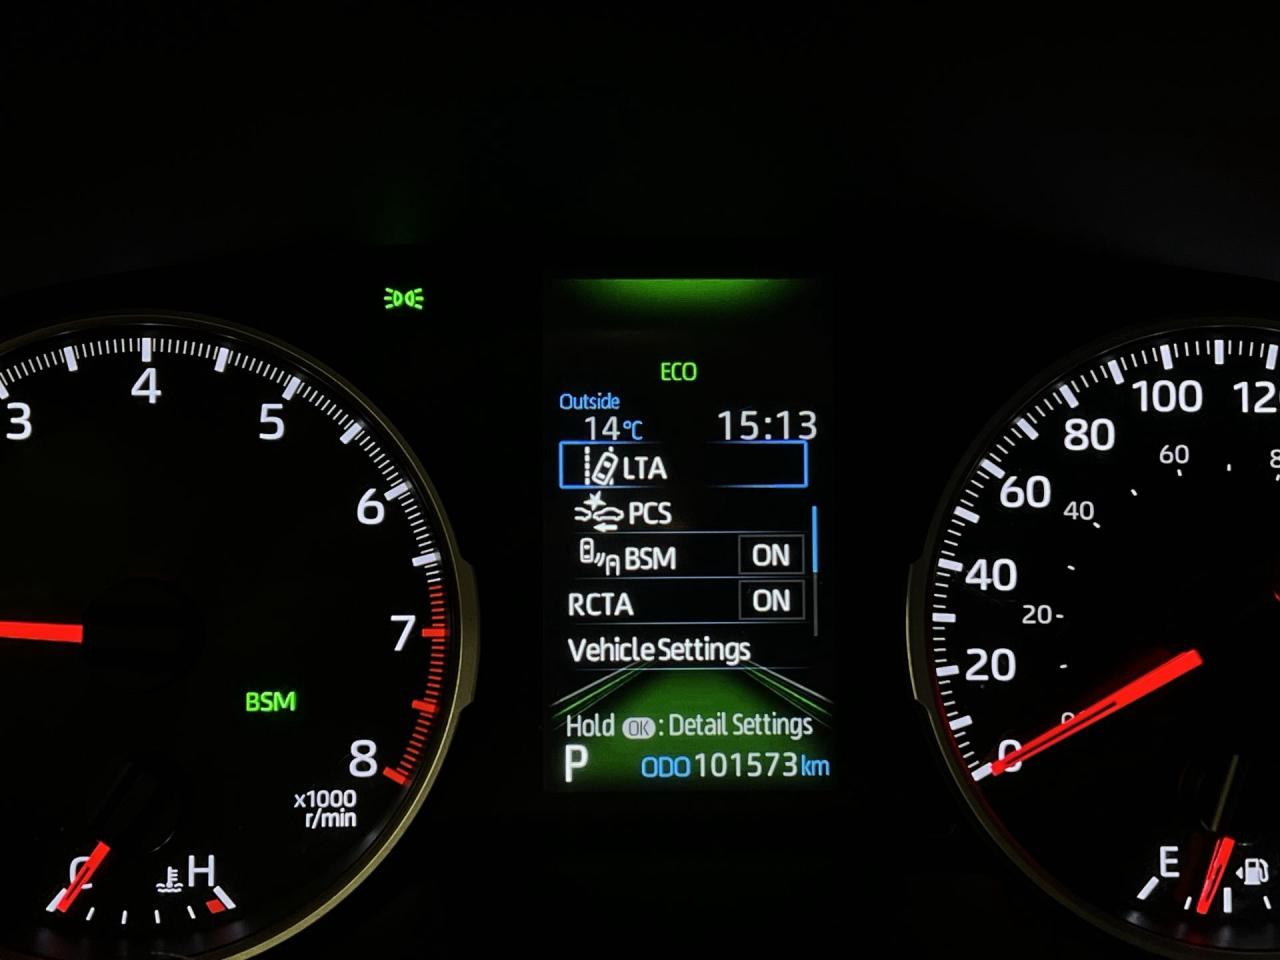 3
4
5
6
7
8
x1000
r/min
BSM
C
H
ECO
Outside
14°C 15:13
LTA
PCS
BSM ON
RCTA ON
Vehicle Settings
Hold OK : Detail Settings
P ODO 101573 km
0
20
40
60
80
100
20
40
60
E